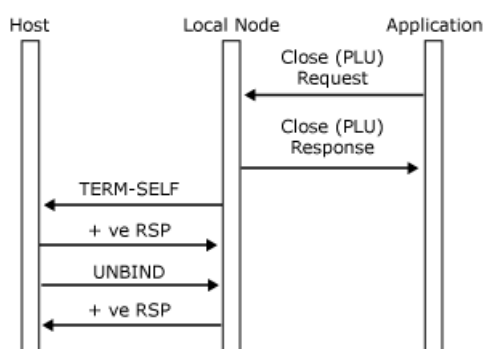 Host
Local Node
Application
Close (PLU)
Request
Close (PLU)
Response
TERM-SELF
+ ve RSP
UNBIND
+ ve RSP